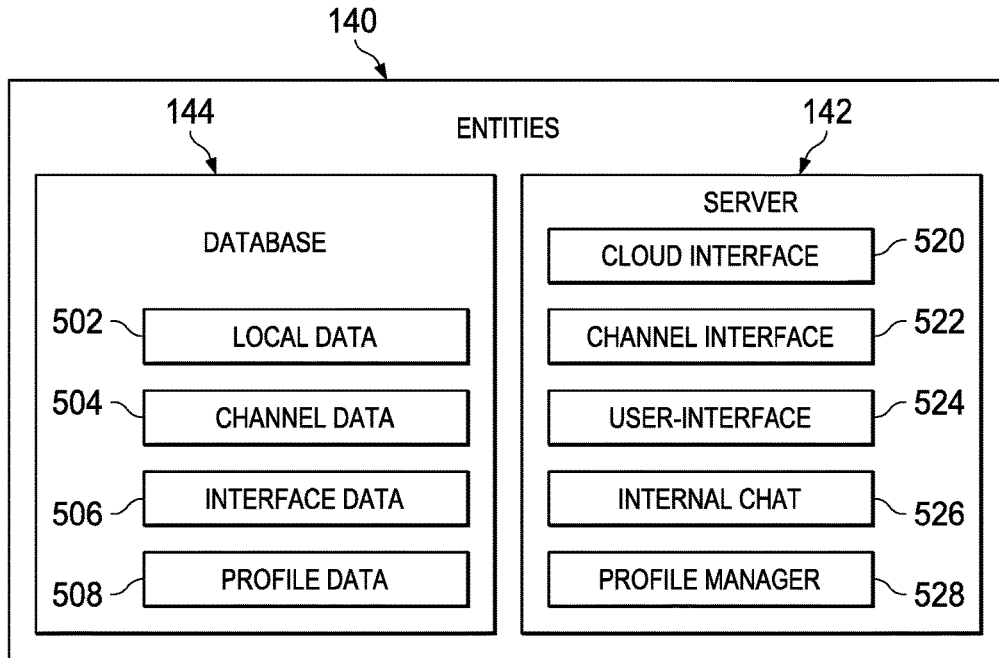 140
144
ENTITIES
142
DATABASE
SERVER
CLOUD INTERFACE
520
502
LOCAL DATA
CHANNEL INTERFACE
522
504
CHANNEL DATA
USER-INTERFACE
524
506
INTERFACE DATA
INTERNAL CHAT
526
508
PROFILE DATA
PROFILE MANAGER
528